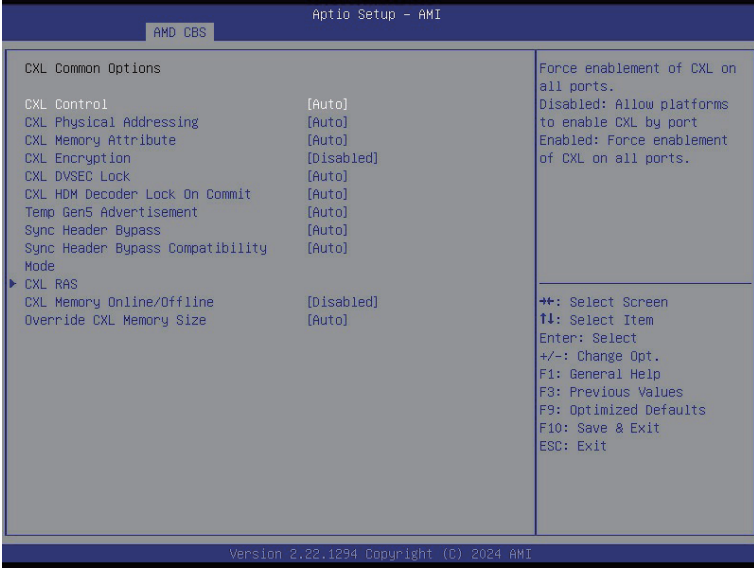 Aptio Setup – AMI
AMD CBS
CXL Common Options
CXL Control [Auto]
CXL Physical Addressing [Auto]
CXL Memory Attribute [Auto]
CXL Encryption [Disabled]
CXL DVSEC Lock [Auto]
CXL HDM Decoder Lock On Commit [Auto]
Temp Gen5 Advertisement [Auto]
Sync Header Bypass [Auto]
Sync Header Bypass Compatibility [Auto]
Mode
▶ CXL RAS
CXL Memory Online/Offline [Disabled]
Override CXL Memory Size [Auto]
Force enablement of CXL on
all ports.
Disabled: Allow platforms
to enable CXL by port
Enabled: Force enablement
of CXL on all ports.
→←: Select Screen
↑↓: Select Item
Enter: Select
+/-: Change Opt.
F1: General Help
F3: Previous Values
F9: Optimized Defaults
F10: Save & Exit
ESC: Exit
Version 2.22.1294 Copyright (C) 2024 AMI